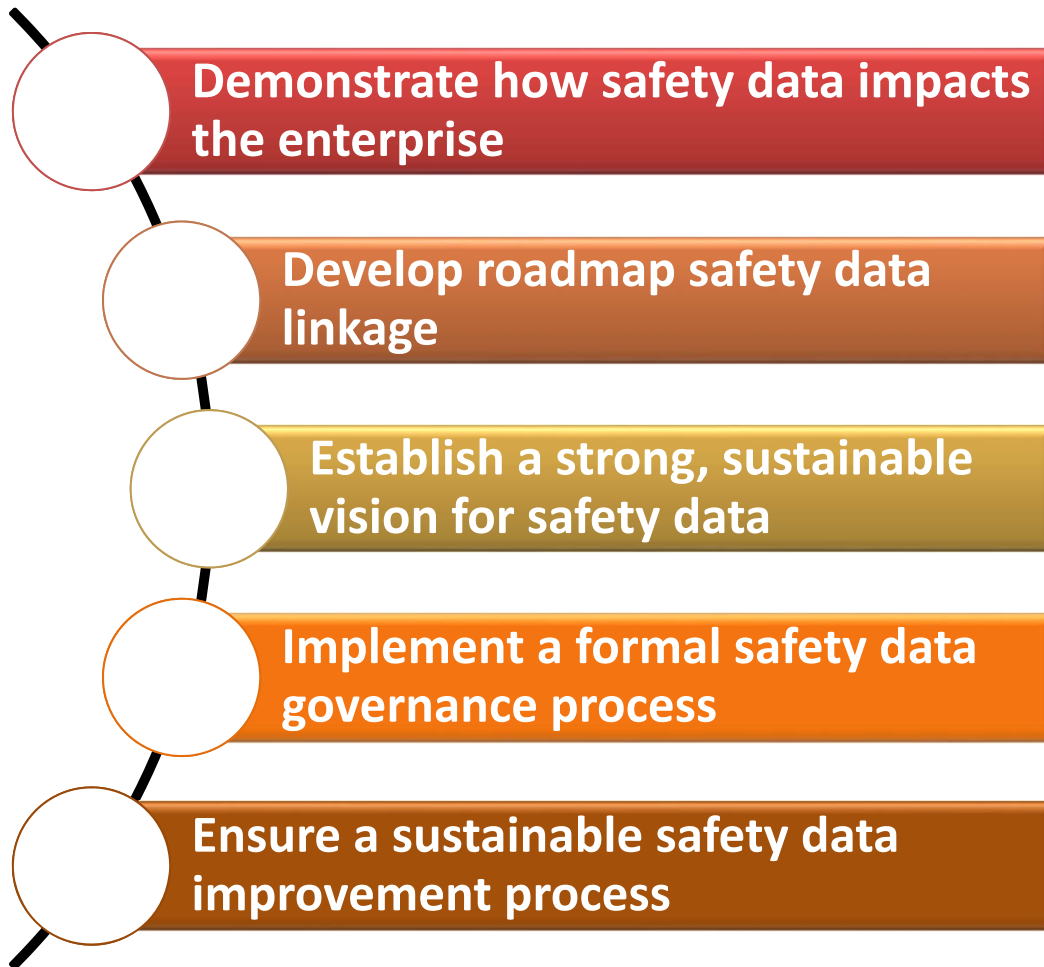 Demonstrate how safety data impacts
the enterprise
Develop roadmap safety data
linkage
Establish a strong, sustainable
vision for safety data
Implement a formal safety data
governance process
Ensure a sustainable safety data
improvement process